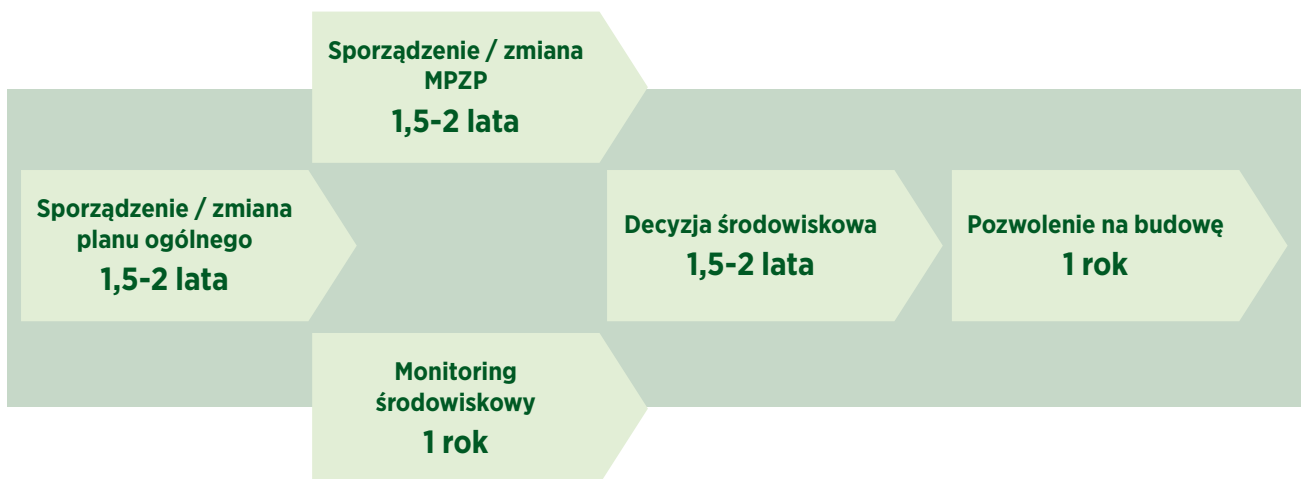 Sporządzenie / zmiana
planu ogólnego
1,5-2 lata
Sporządzenie / zmiana
MPZP
1,5-2 lata
Monitoring
środowiskowy
1 rok
Decyzja środowiskowa
1,5-2 lata
Pozwolenie na budowę
1 rok